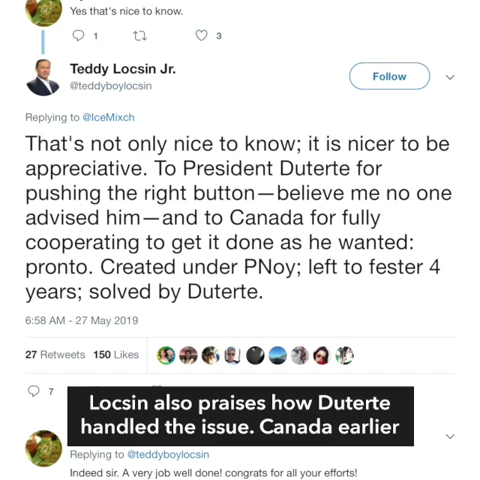 Yes that's nice to know.
1
3
Teddy Locsin Jr.
@teddyboylocsin
Follow
Replying to @IceMixch
That's not only nice to know; it is nicer to be
appreciative. To President Duterte for
pushing the right button—believe me no one
advised him—and to Canada for fully
cooperating to get it done as he wanted:
pronto. Created under PNoy; left to fester 4
years; solved by Duterte.
6:58 AM - 27 May 2019
27 Retweets 150 Likes
7
Locsin also praises how Duterte
handled the issue. Canada earlier
Replying to @teddyboylocsin
Indeed sir. A very job well done! congrats for all your efforts!